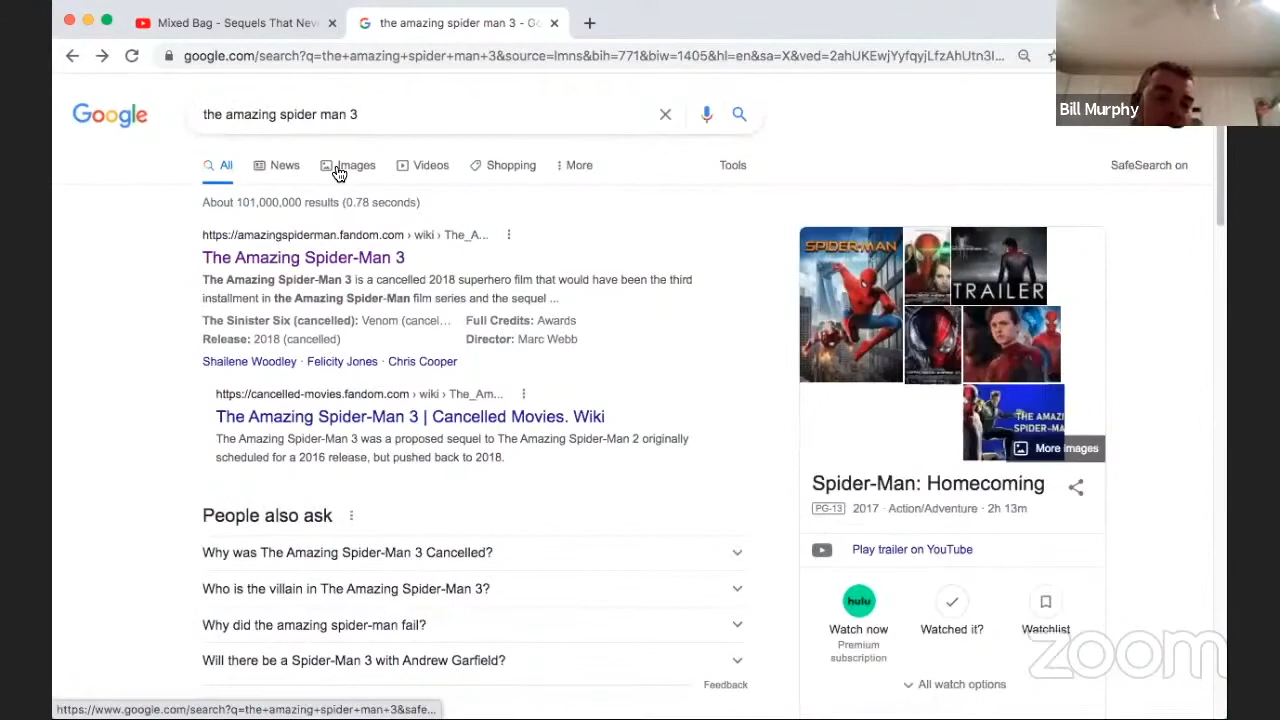 Mixed Bag - Sequels That Neve
the amazing spider man 3 - Go
google.com/search?q=the+amazing+spider+man+3&source=lmns&bih=771&biw=1405&hl=en&sa=X&ved=2ahUKEwjYyfqyjLfzAhUtn3I...
Bill Murphy
Google
the amazing spider man 3
All
News
Images
Videos
Shopping
More
Tools
SafeSearch on
About 101,000,000 results (0.78 seconds)
https://amazingspiderman.fandom.com › wiki › The_A...
The Amazing Spider-Man 3
The Amazing Spider-Man 3 is a cancelled 2018 superhero film that would have been the third
installment in the Amazing Spider-Man film series and the sequel ...
The Sinister Six (cancelled): Venom (cancel... Full Credits: Awards
Release: 2018 (cancelled) Director: Marc Webb
Shailene Woodley · Felicity Jones · Chris Cooper
https://cancelled-movies.fandom.com › wiki › The_Am...
The Amazing Spider-Man 3 | Cancelled Movies. Wiki
The Amazing Spider-Man 3 was a proposed sequel to The Amazing Spider-Man 2 originally
scheduled for a 2016 release, but pushed back to 2018.
People also ask
Why was The Amazing Spider-Man 3 Cancelled?
Who is the villain in The Amazing Spider-Man 3?
Why did the amazing spider-man fail?
Will there be a Spider-Man 3 with Andrew Garfield?
Feedback
SPIDER-MAN
TRAILER
THE AMAZI
SPIDER-MA
More images
Spider-Man: Homecoming
PG-13 2017 · Action/Adventure · 2h 13m
Play trailer on YouTube
hulu
Watch now
Premium
subscription
Watched it?
Watchlist
All watch options
zoom
https://www.google.com/search?q=the+amazing+spider+man+3&safe...